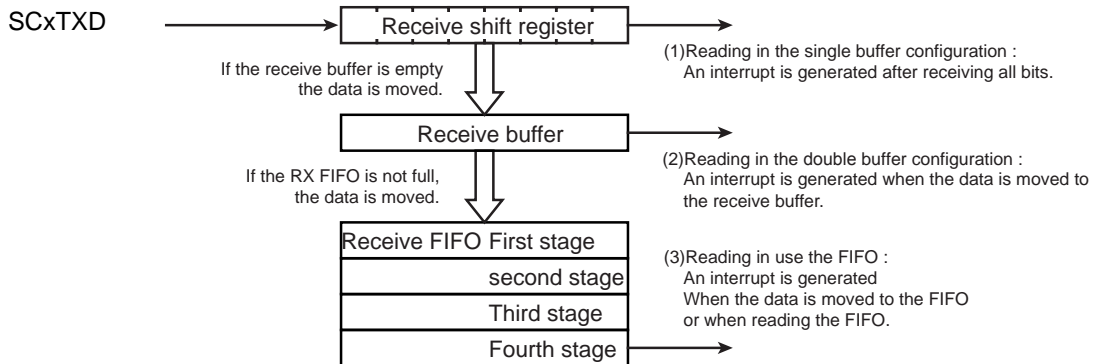 SCxTXD
Receive shift register
(1)Reading in the single buffer configuration :
An interrupt is generated after receiving all bits.
If the receive buffer is empty
the data is moved.
Receive buffer
(2)Reading in the double buffer configuration :
An interrupt is generated when the data is moved to
the receive buffer.
If the RX FIFO is not full,
the data is moved.
Receive FIFO First stage
second stage
Third stage
Fourth stage
(3)Reading in use the FIFO :
An interrupt is generated
When the data is moved to the FIFO
or when reading the FIFO.